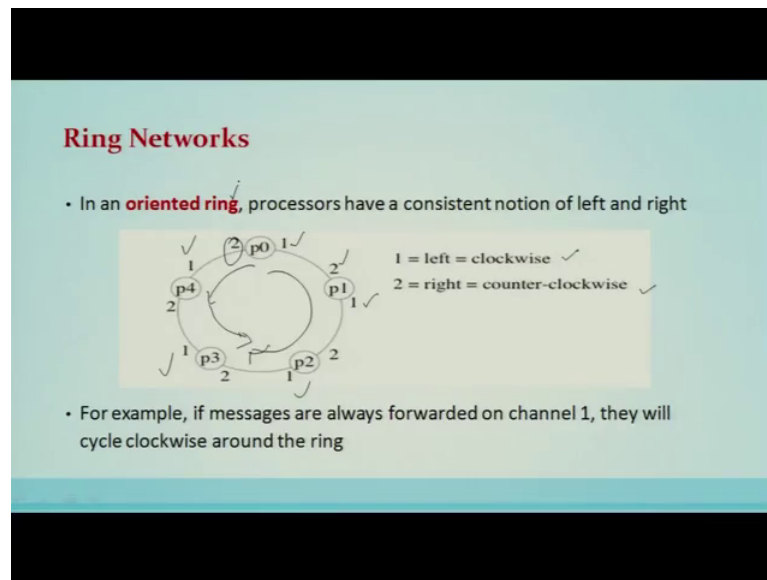 Ring Networks
• In an oriented ring, processors have a consistent notion of left and right
2 p0 1
1 2
p4 p1
2 1
1 p3 p2 2
2 1
1 = left = clockwise
2 = right = counter-clockwise
• For example, if messages are always forwarded on channel 1, they will
cycle clockwise around the ring